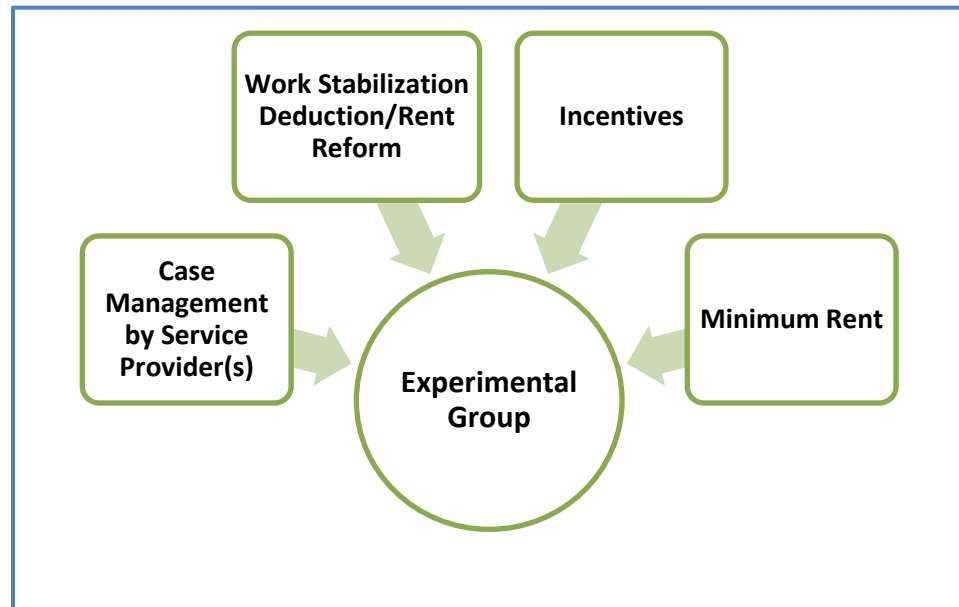 Work Stabilization
Deduction/Rent
Reform
Incentives
Case
Management
by Service
Provider(s)
Minimum Rent
Experimental
Group